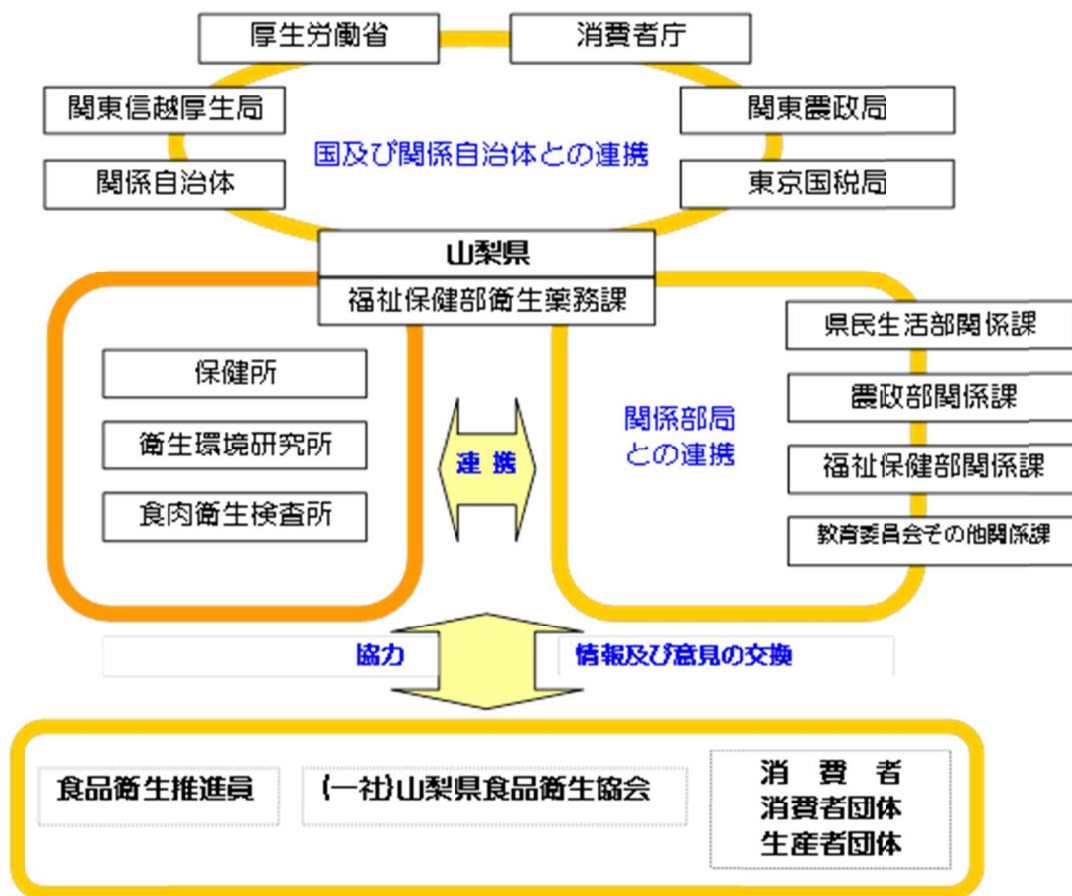 厚生労働省
消費者庁
関東信越厚生局
関東農政局
国及び関係自治体との連携
関係自治体
東京国税局
山梨県
福祉保健部衛生薬務課
保健所
衛生環境研究所
食肉衛生検査所
連 携
関係部局
との連携
県民生活部関係課
農政部関係課
福祉保健部関係課
教育委員会その他関係課
協力
情報及び意見の交換
食品衛生推進員
(一社)山梨県食品衛生協会
消 費 者
消費者団体
生産者団体